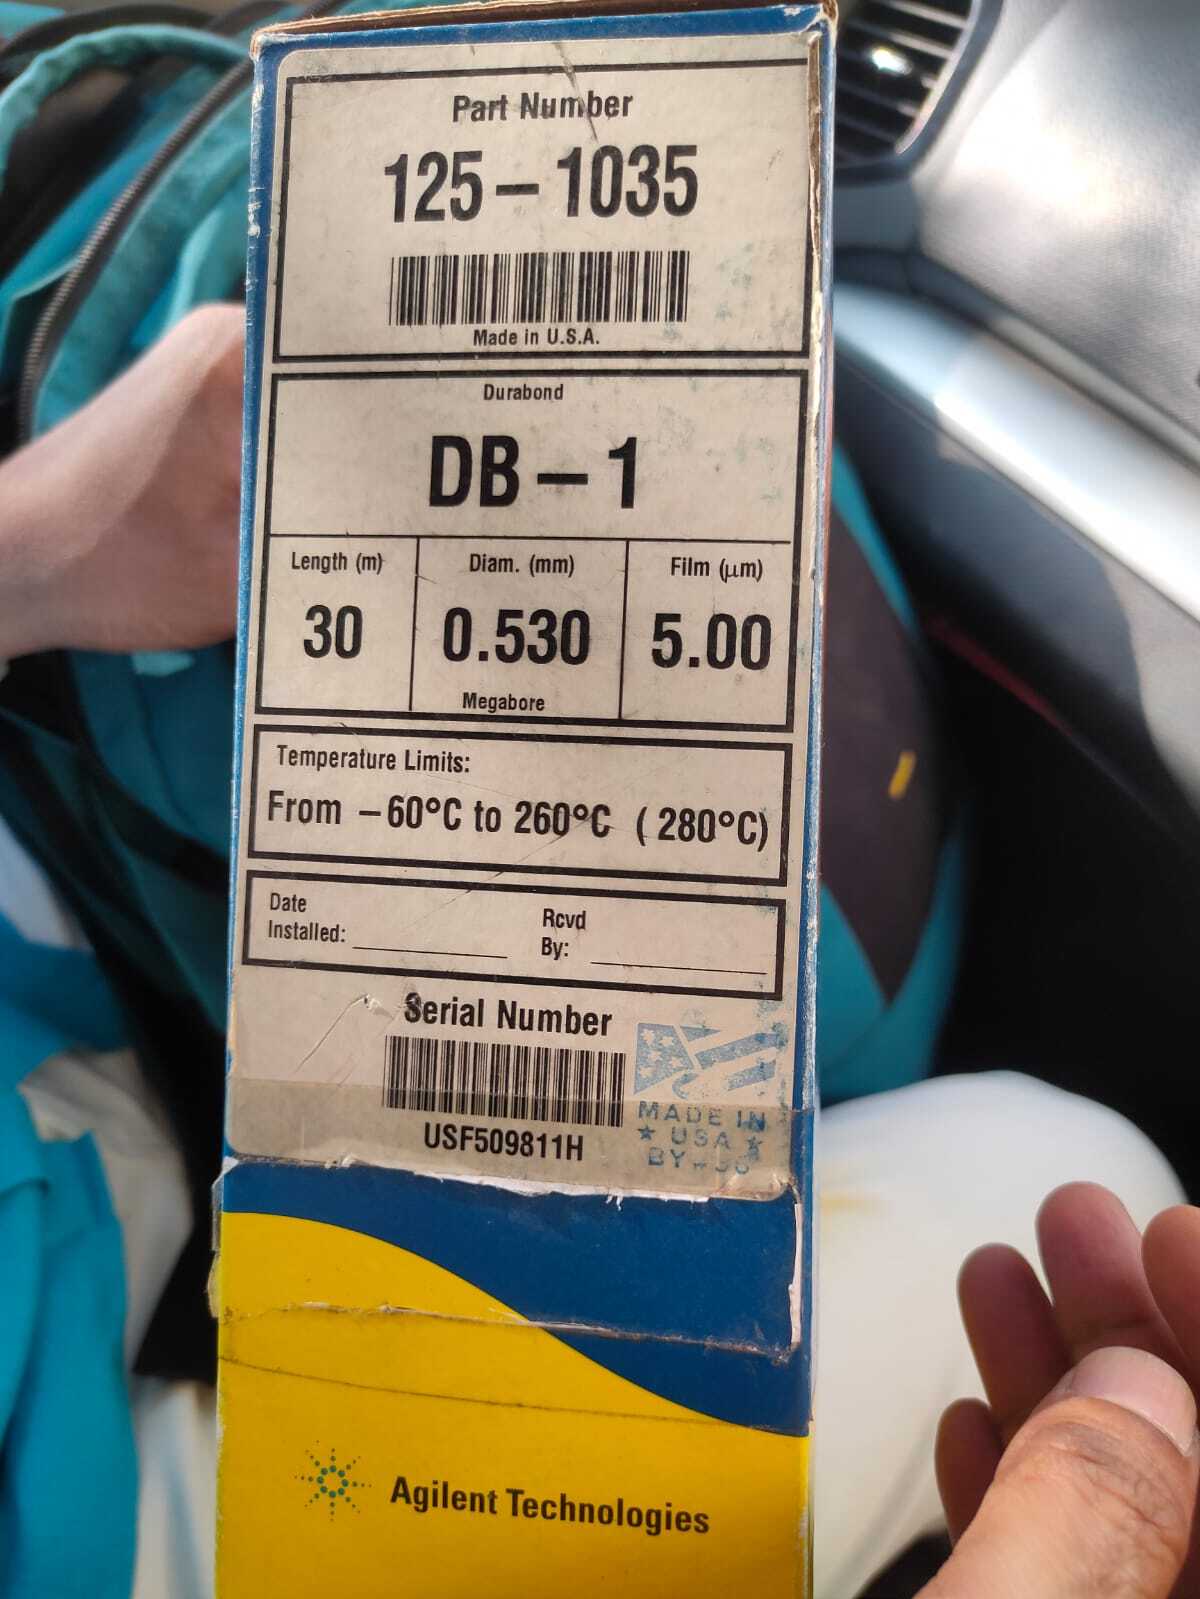 Part Number
125-1035
Made in U.S.A.
Durabond
DB-1
Length (m)
30
Diam. (mm)
0.530
Megabore
Film (μm)
5.00
Temperature Limits:
From -60°C to 260°C (280°C)
Date
Installed:
Rcvd
By:
Serial Number
USF509811H
MADE IN
USA
BY
Agilent Technologies